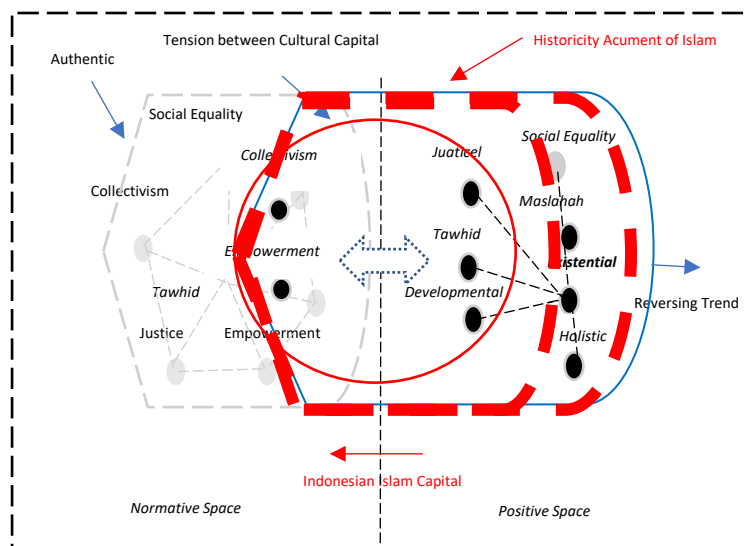 Tension between Cultural Capital
Historicity Acument of Islam
Authentic
Social Equality
Social Equality
Collectivism
Juaticel
Collectivism
Maslahah
Tawhid
Empowerment
xistential
Tawhid
Developmental
Reversing Trend
Justice
Empowerment
Holistic
Indonesian Islam Capital
Normative Space
Positive Space